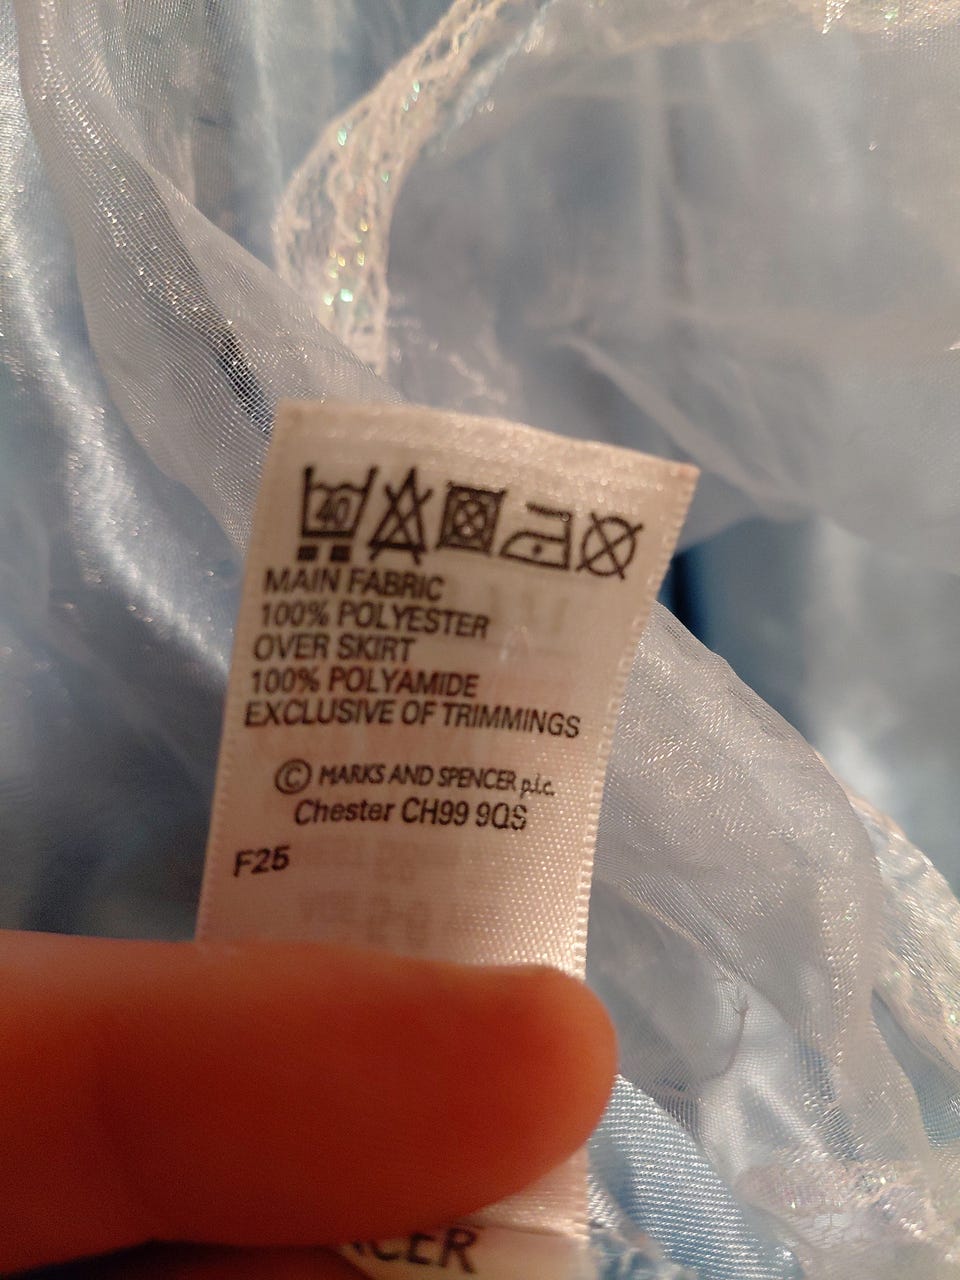 40
MAIN FABRIC
100% POLYESTER
OVER SKIRT
100% POLYAMIDE
EXCLUSIVE OF TRIMMINGS
© MARKS AND SPENCER p.l.c.
Chester CH99 9QS
F25